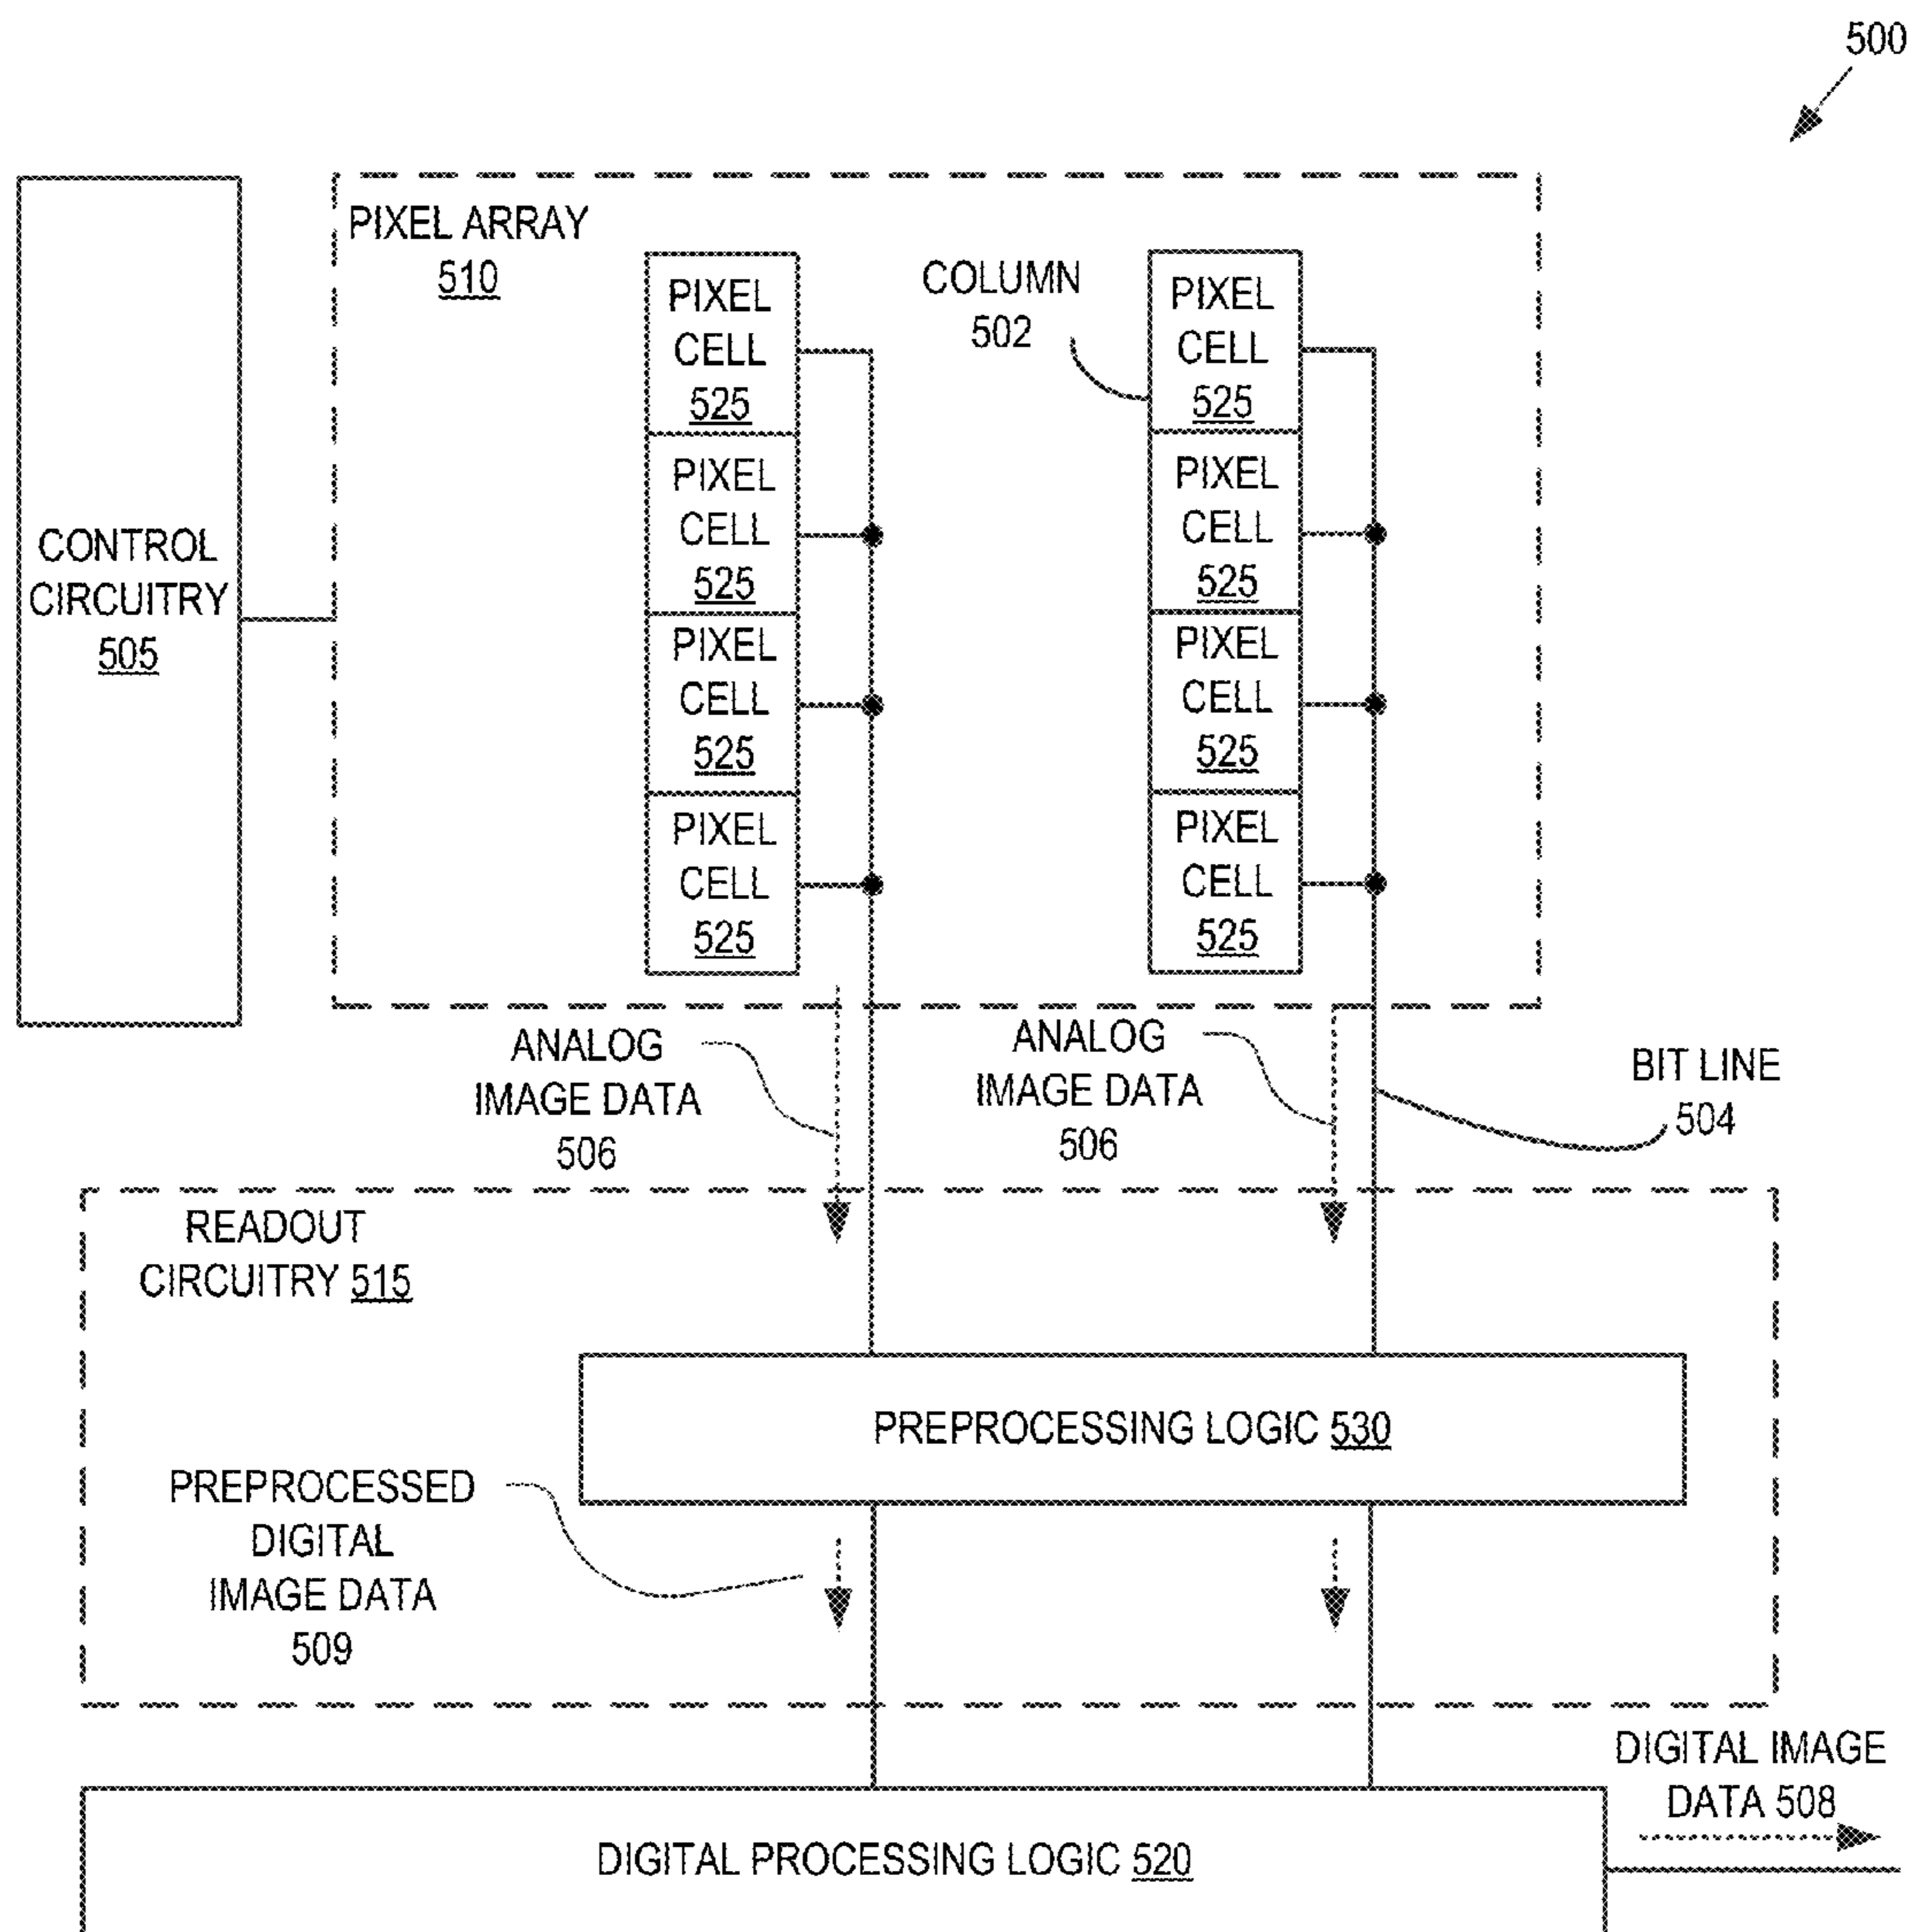 500
PIXEL ARRAY
510
CONTROL
CIRCUITRY
505
PIXEL
CELL
525
PIXEL
CELL
525
PIXEL
CELL
525
PIXEL
CELL
525
COLUMN
502
PIXEL
CELL
525
PIXEL
CELL
525
PIXEL
CELL
525
PIXEL
CELL
525
ANALOG
IMAGE DATA
506
ANALOG
IMAGE DATA
506
BIT LINE
504
READOUT
CIRCUITRY 515
PREPROCESSING LOGIC 530
PREPROCESSED
DIGITAL
IMAGE DATA
509
DIGITAL IMAGE
DATA 508
DIGITAL PROCESSING LOGIC 520